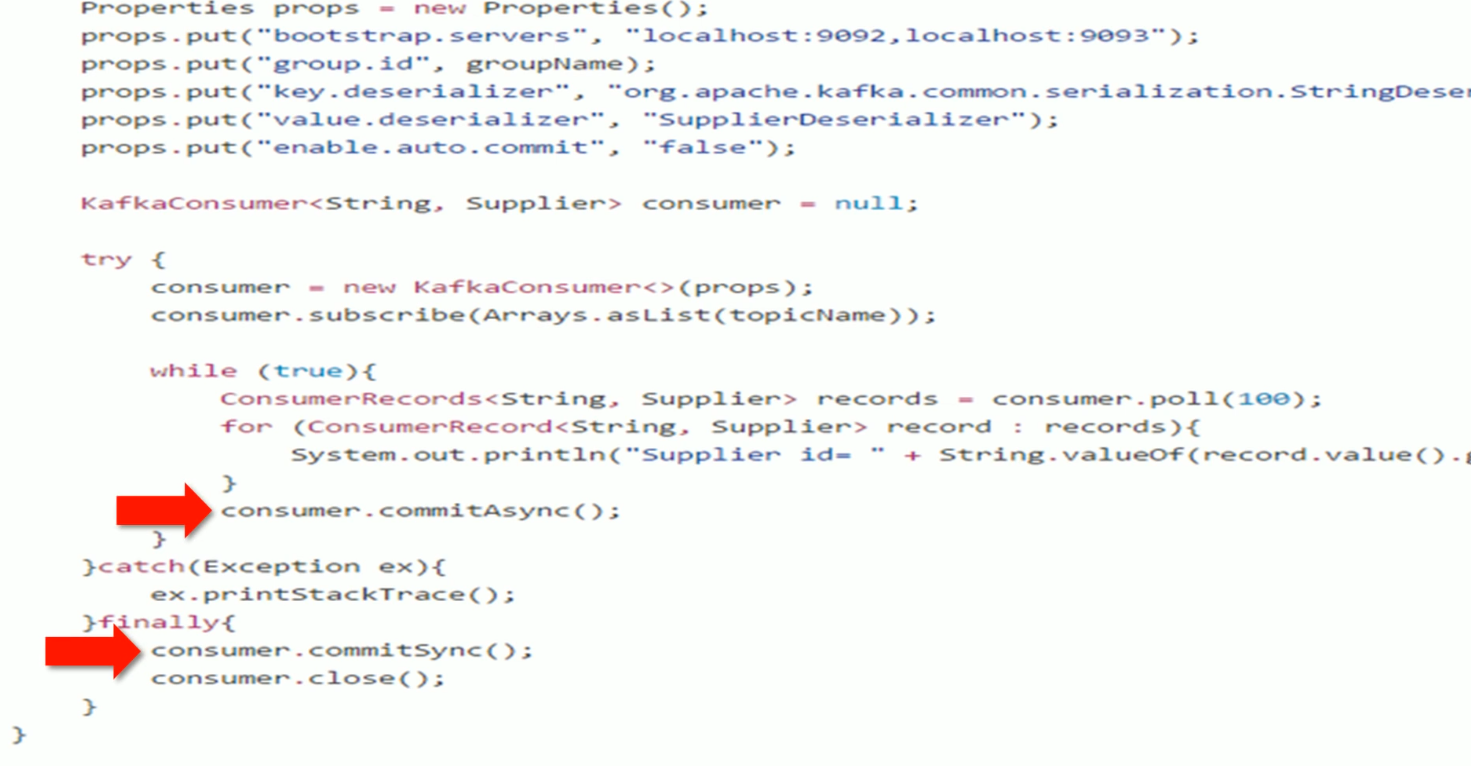 Properties props = new Properties();
props.put("bootstrap.servers", "localhost:9092,localhost:9093");
props.put("group.id", groupName);
props.put("key.deserializer", "org.apache.kafka.common.serialization.StringDeser
props.put("value.deserializer", "SupplierDeserializer");
props.put("enable.auto.commit", "false");
KafkaConsumer<String, Supplier> consumer = null;
try {
consumer = new KafkaConsumer<>(props);
consumer.subscribe(Arrays.asList(topicName));
while (true){
ConsumerRecords<String, Supplier> records = consumer.poll(100);
for (ConsumerRecord<String, Supplier> record : records){
System.out.println("Supplier id= " + String.valueOf(record.value().g
}
consumer.commitAsync();
}
}catch(Exception ex){
ex.printStackTrace();
}finally{
consumer.commitSync();
consumer.close();
}
}